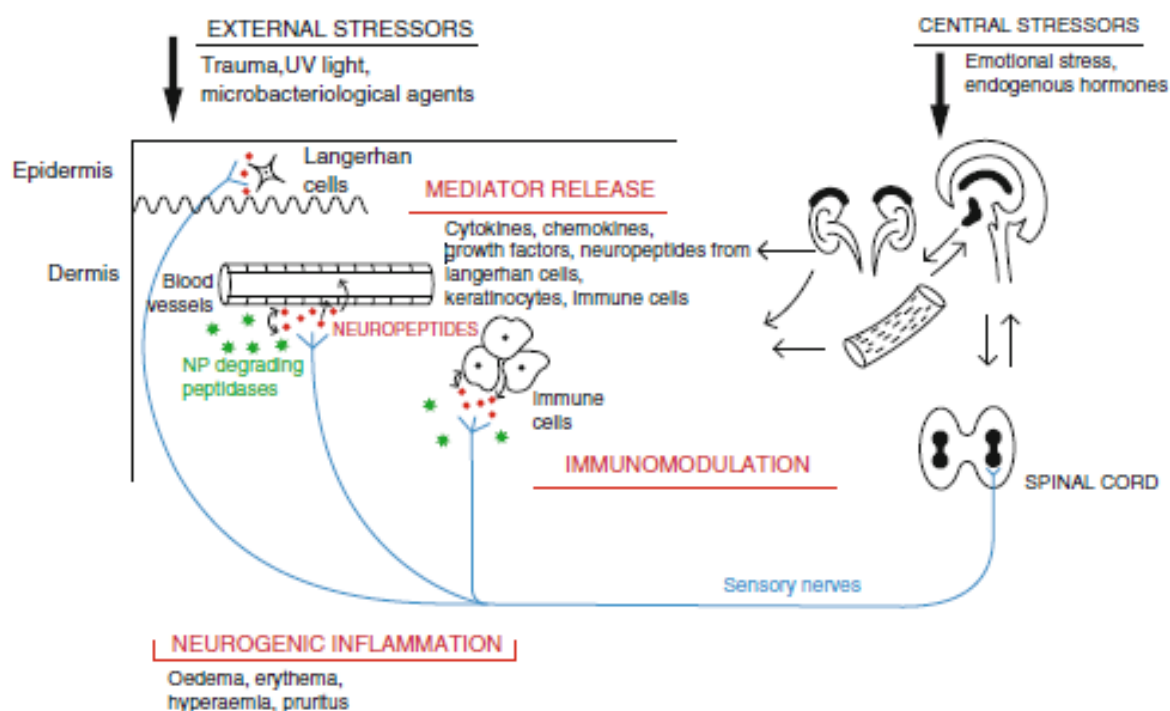 EXTERNAL STRESSORS
Trauma,UV light,
microbacteriological agents
CENTRAL STRESSORS
Emotional stress,
endogenous hormones
Epidermis
Langerhan
cells
MEDIATOR RELEASE
Cytokines, chemokines,
growth factors, neuropeptides from
langerhan cells,
keratinocytes, immune cells
Dermis
Blood
vessels
NEUROPEPTIDES
NP degrading
peptidases
Immune
cells
IMMUNOMODULATION
SPINAL CORD
Sensory nerves
NEUROGENIC INFLAMMATION
Oedema, erythema,
hyperaemia, pruritus